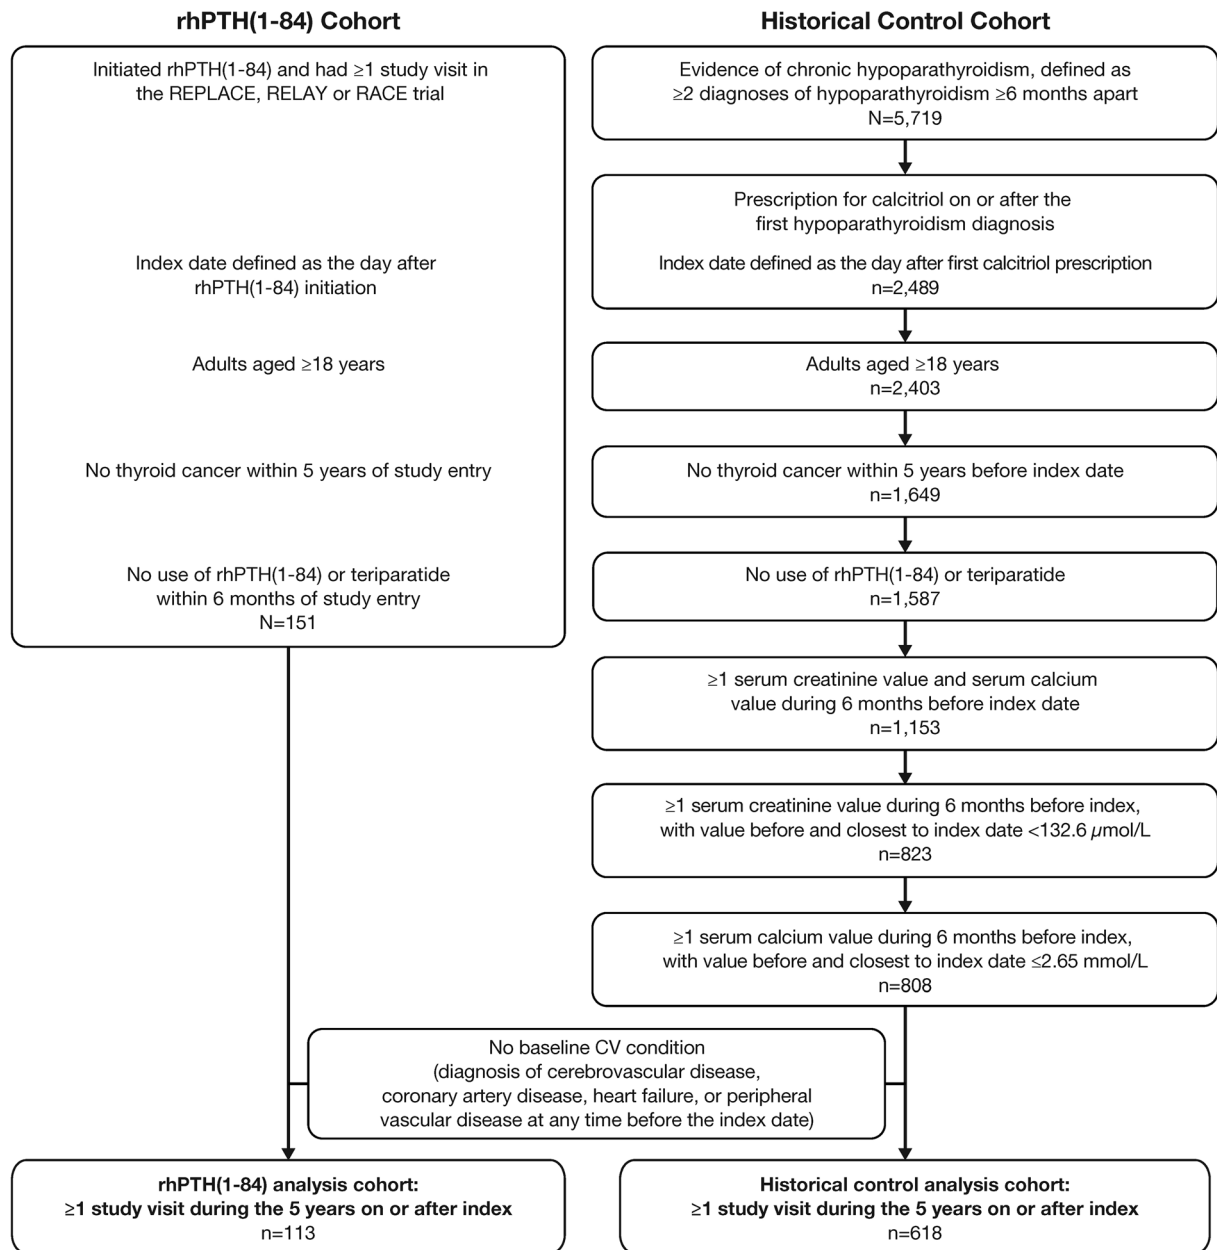 rhPTH(1-84) Cohort
Initiated rhPTH(1-84) and had ≥1 study visit in
the REPLACE, RELAY or RACE trial
Index date defined as the day after
rhPTH(1-84) initiation
Adults aged ≥18 years
No thyroid cancer within 5 years of study entry
No use of rhPTH(1-84) or teriparatide
within 6 months of study entry
N=151
Historical Control Cohort
Evidence of chronic hypoparathyroidism, defined as
≥2 diagnoses of hypoparathyroidism ≥6 months apart
N=5,719
Prescription for calcitriol on or after the
first hypoparathyroidism diagnosis
Index date defined as the day after first calcitriol prescription
n=2,489
Adults aged ≥18 years
n=2,403
No thyroid cancer within 5 years before index date
n=1,649
No use of rhPTH(1-84) or teriparatide
n=1,587
≥1 serum creatinine value and serum calcium
value during 6 months before index date
n=1,153
≥1 serum creatinine value during 6 months before index,
with value before and closest to index date <132.6 µmol/L
n=823
≥1 serum calcium value during 6 months before index,
with value before and closest to index date ≤2.65 mmol/L
n=808
No baseline CV condition
(diagnosis of cerebrovascular disease,
coronary artery disease, heart failure, or peripheral
vascular disease at any time before the index date)
rhPTH(1-84) analysis cohort:
≥1 study visit during the 5 years on or after index
n=113
Historical control analysis cohort:
≥1 study visit during the 5 years on or after index
n=618